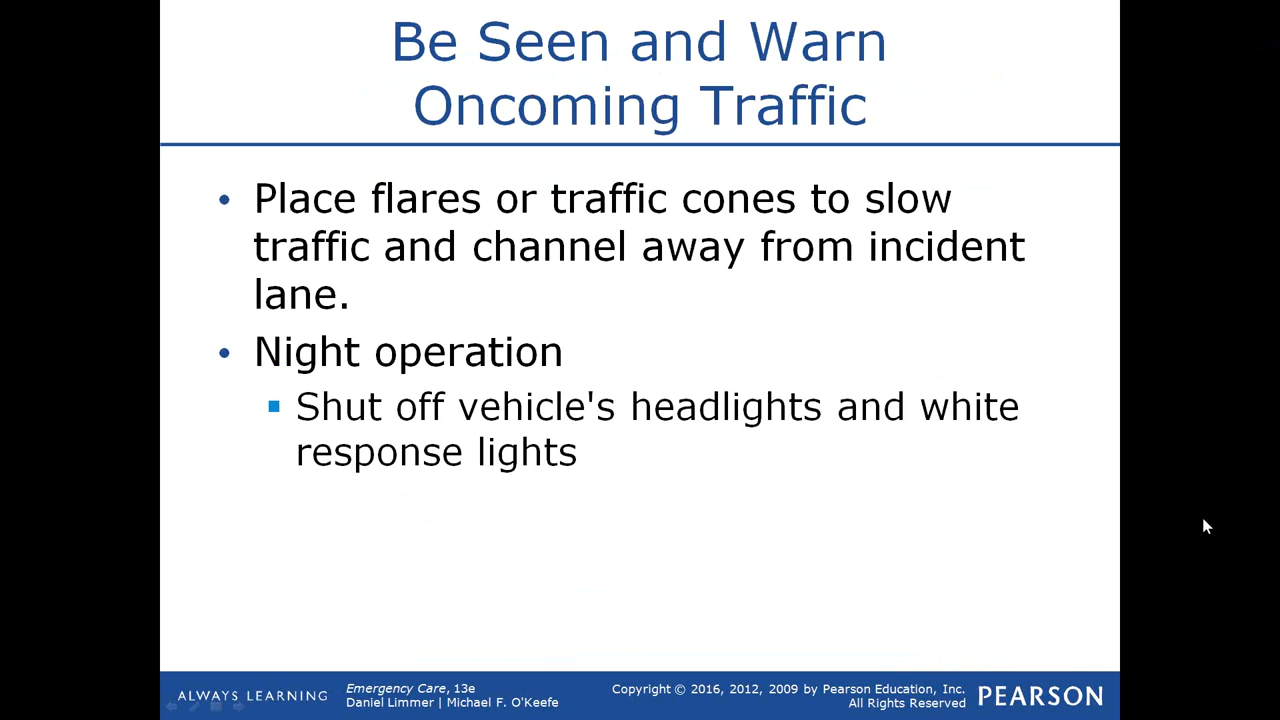 Be Seen and Warn
Oncoming Traffic
• Place flares or traffic cones to slow
traffic and channel away from incident
lane.
• Night operation
▪ Shut off vehicle's headlights and white
response lights
ALWAYS LEARNING
Emergency Care, 13e
Daniel Limmer | Michael F. O'Keefe
Copyright © 2016, 2012, 2009 by Pearson Education, Inc.
All Rights Reserved
PEARSON